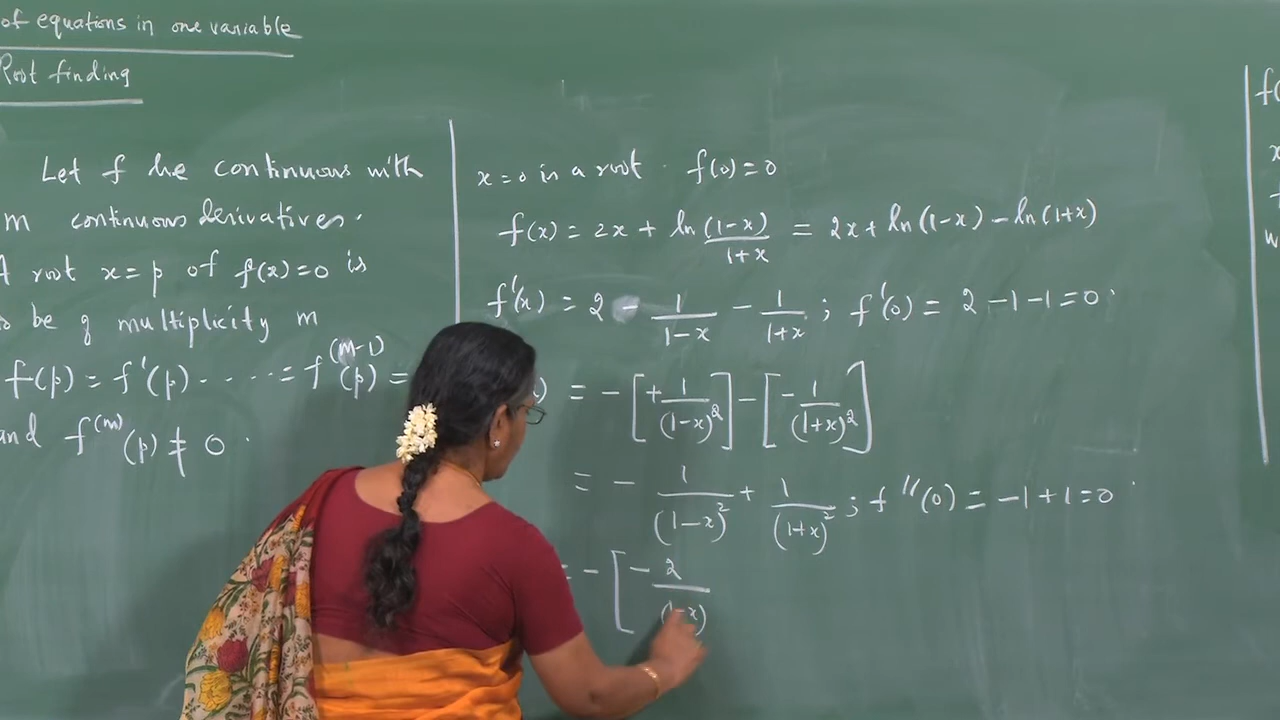 of equations in one variable
Root finding
Let f be continuous with
m continuous derivatives.
A root x = p of f(x) = 0 is
be of multiplicity m
f(p) = f'(p) . . . . . = f^(m-1)(p) =
and f^(m)(p) ≠ 0 .
x = 0 is a root . f(0) = 0
f(x) = 2x + ln (1-x)/(1+x) = 2x + ln(1-x) - ln(1+x)
f'(x) = 2 - 1/(1-x) - 1/(1+x) ; f'(0) = 2 - 1 - 1 = 0 .
) = - [ + 1/(1-x)^2 ] - [ - 1/(1+x)^2 ]
= - 1/(1-x)^2 + 1/(1+x)^2 ; f''(0) = -1 + 1 = 0 .
= - [ - 2/(1-x)
f(
x